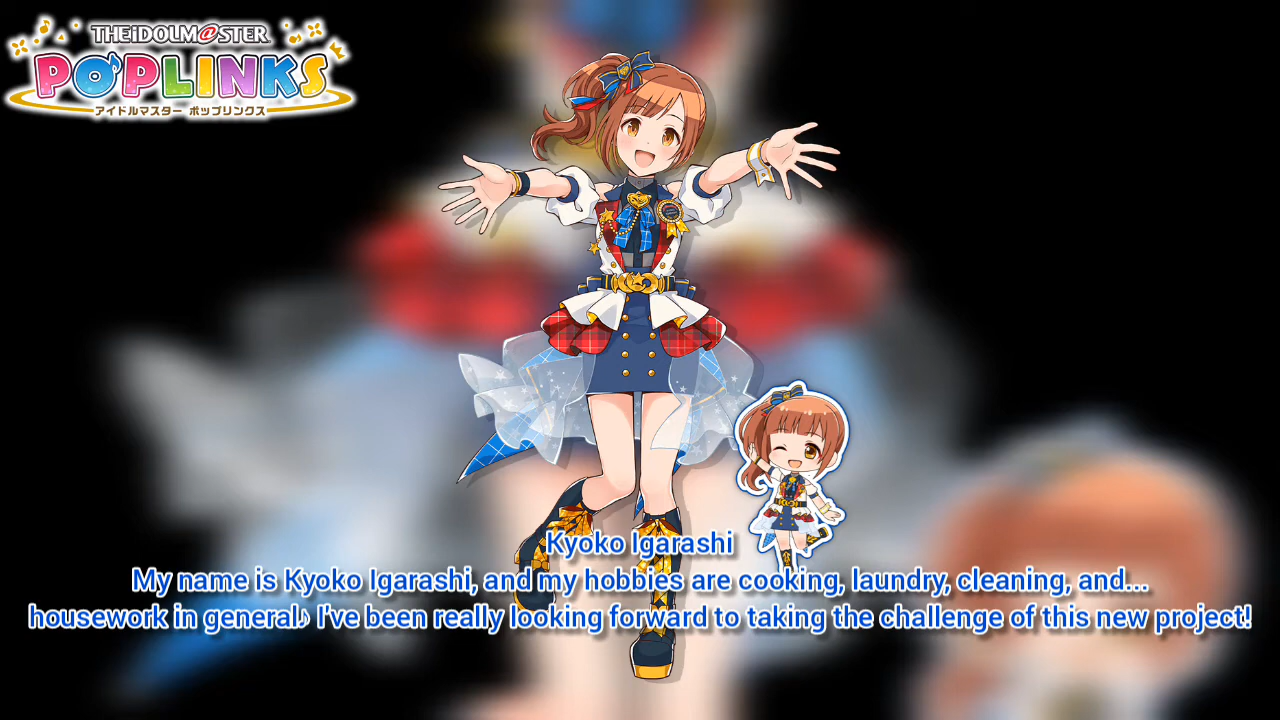 THE iDOLM@STER
POPLINKS
アイドルマスター ポップリンクス
Kyoko Igarashi
My name is Kyoko Igarashi, and my hobbies are cooking, laundry, cleaning, and...
housework in general♪ I've been really looking forward to taking the challenge of this new project!